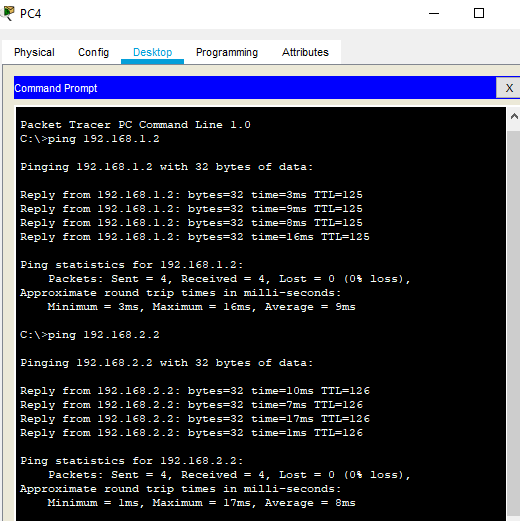 PC4
Physical Config Desktop Programming Attributes
Command Prompt X
Packet Tracer PC Command Line 1.0
C:\>ping 192.168.1.2
Pinging 192.168.1.2 with 32 bytes of data:
Reply from 192.168.1.2: bytes=32 time=3ms TTL=125
Reply from 192.168.1.2: bytes=32 time=9ms TTL=125
Reply from 192.168.1.2: bytes=32 time=8ms TTL=125
Reply from 192.168.1.2: bytes=32 time=16ms TTL=125
Ping statistics for 192.168.1.2:
    Packets: Sent = 4, Received = 4, Lost = 0 (0% loss),
Approximate round trip times in milli-seconds:
    Minimum = 3ms, Maximum = 16ms, Average = 9ms
C:\>ping 192.168.2.2
Pinging 192.168.2.2 with 32 bytes of data:
Reply from 192.168.2.2: bytes=32 time=10ms TTL=126
Reply from 192.168.2.2: bytes=32 time=7ms TTL=126
Reply from 192.168.2.2: bytes=32 time=17ms TTL=126
Reply from 192.168.2.2: bytes=32 time=1ms TTL=126
Ping statistics for 192.168.2.2:
    Packets: Sent = 4, Received = 4, Lost = 0 (0% loss),
Approximate round trip times in milli-seconds:
    Minimum = 1ms, Maximum = 17ms, Average = 8ms